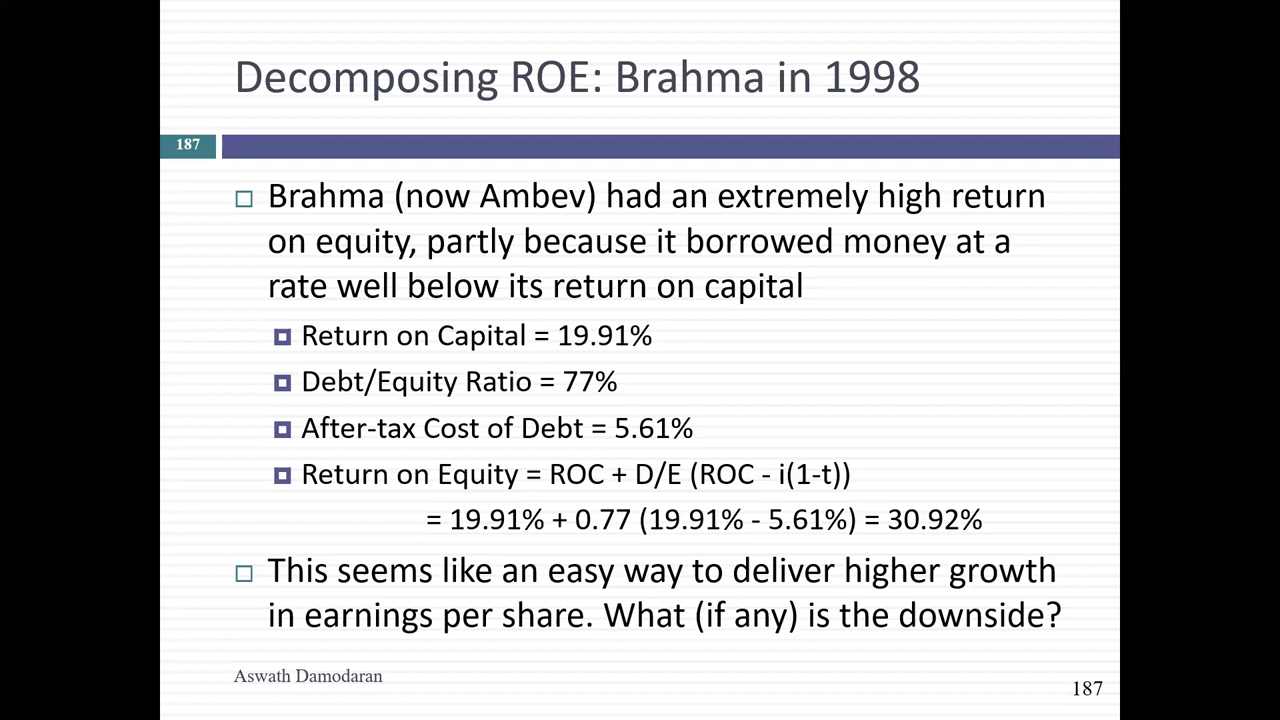 Decomposing ROE: Brahma in 1998
187
Brahma (now Ambev) had an extremely high return
on equity, partly because it borrowed money at a
rate well below its return on capital
Return on Capital = 19.91%
Debt/Equity Ratio = 77%
After-tax Cost of Debt = 5.61%
Return on Equity = ROC + D/E (ROC - i(1-t))
= 19.91% + 0.77 (19.91% - 5.61%) = 30.92%
This seems like an easy way to deliver higher growth
in earnings per share. What (if any) is the downside?
Aswath Damodaran
187